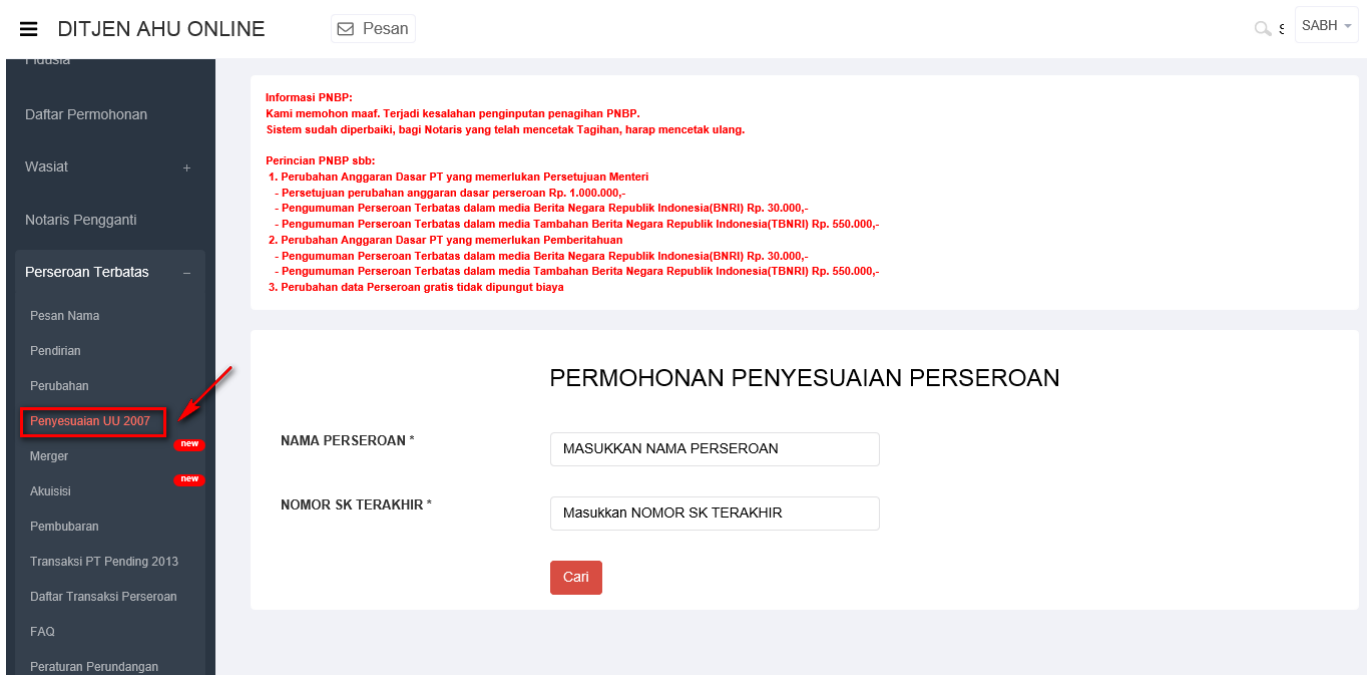 DITJEN AHU ONLINE
Pesan
SABH
Fidusia
Daftar Permohonan
Wasiat +
Notaris Pengganti
Perseroan Terbatas –
Pesan Nama
Pendirian
Perubahan
Penyesuaian UU 2007
new
Merger
new
Akuisisi
Pembubaran
Transaksi PT Pending 2013
Daftar Transaksi Perseroan
FAQ
Peraturan Perundangan
Informasi PNBP:
Kami memohon maaf. Terjadi kesalahan penginputan penagihan PNBP.
Sistem sudah diperbaiki, bagi Notaris yang telah mencetak Tagihan, harap mencetak ulang.
Perincian PNBP sbb:
1. Perubahan Anggaran Dasar PT yang memerlukan Persetujuan Menteri
- Persetujuan perubahan anggaran dasar perseroan Rp. 1.000.000,-
- Pengumuman Perseroan Terbatas dalam media Berita Negara Republik Indonesia(BNRI) Rp. 30.000,-
- Pengumuman Perseroan Terbatas dalam media Tambahan Berita Negara Republik Indonesia(TBNRI) Rp. 550.000,-
2. Perubahan Anggaran Dasar PT yang memerlukan Pemberitahuan
- Pengumuman Perseroan Terbatas dalam media Berita Negara Republik Indonesia(BNRI) Rp. 30.000,-
- Pengumuman Perseroan Terbatas dalam media Tambahan Berita Negara Republik Indonesia(TBNRI) Rp. 550.000,-
3. Perubahan data Perseroan gratis tidak dipungut biaya
PERMOHONAN PENYESUAIAN PERSEROAN
NAMA PERSEROAN *
MASUKKAN NAMA PERSEROAN
NOMOR SK TERAKHIR *
Masukkan NOMOR SK TERAKHIR
Cari